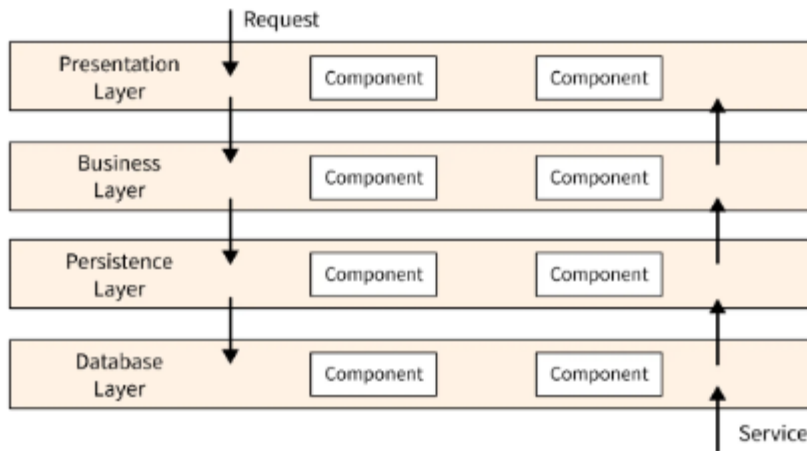 Request
Presentation
Layer
Component
Component
Business
Layer
Component
Component
Persistence
Layer
Component
Component
Database
Layer
Component
Component
Service